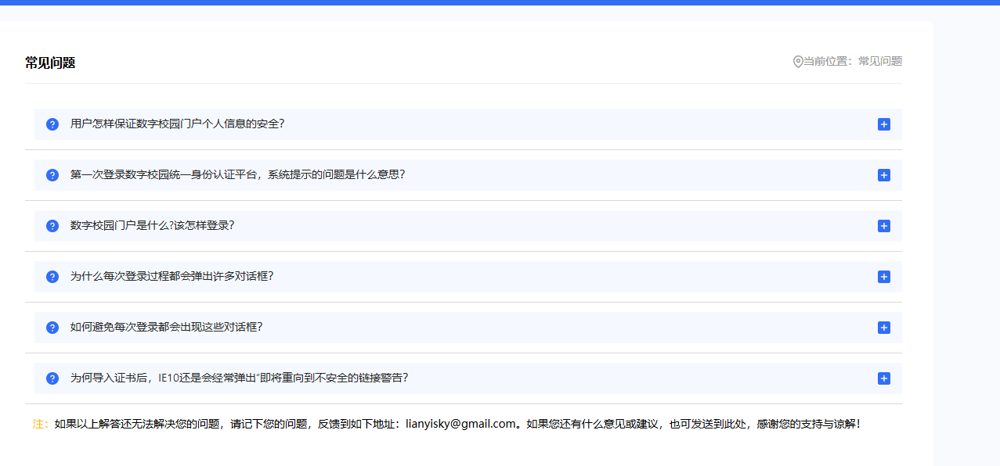 常见问题
当前位置：常见问题
用户怎样保证数字校园门户个人信息的安全?
第一次登录数字校园统一身份认证平台，系统提示的问题是什么意思?
数字校园门户是什么?该怎样登录?
为什么每次登录过程都会弹出许多对话框?
如何避免每次登录都会出现这些对话框?
为何导入证书后，IE10还是会经常弹出“即将重向到不安全的链接警告?
注：如果以上解答还无法解决您的问题，请记下您的问题，反馈到如下地址：lianyisky@gmail.com。如果您还有什么意见或建议，也可发送到此处，感谢您的支持与谅解！